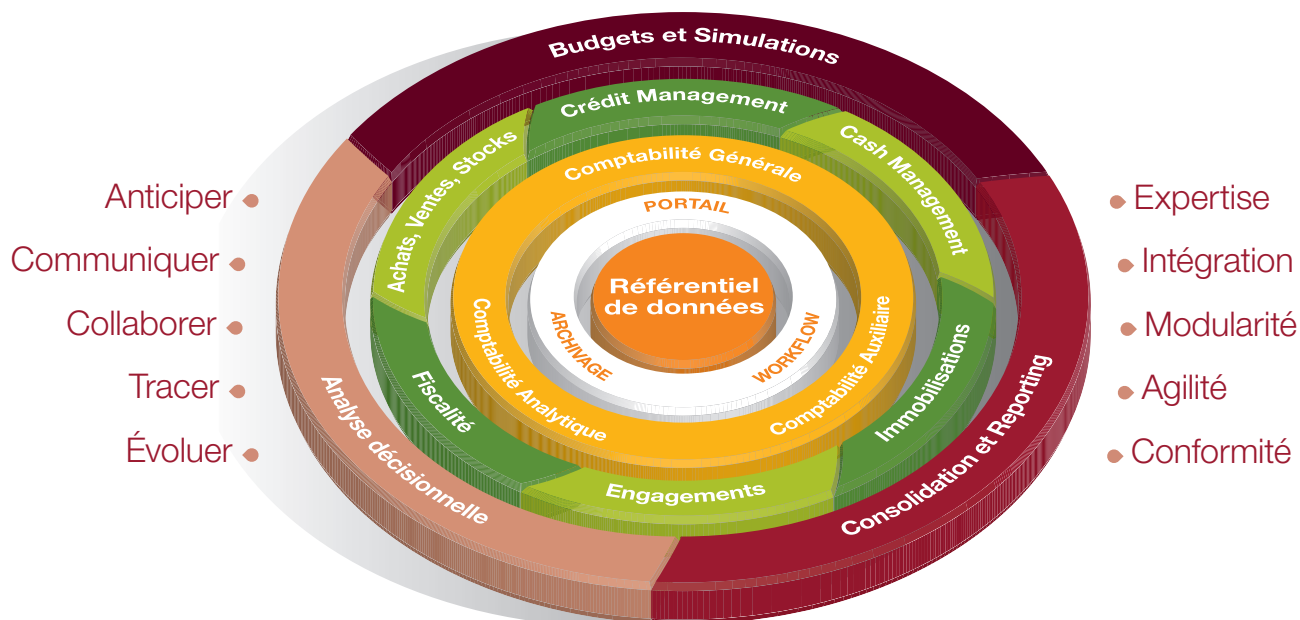 Budgets et Simulations
Crédit Management
Cash Management
Achats, Ventes, Stocks
Comptabilité Générale
PORTAIL
Référentiel
de données
ARCHIVAGE
WORKFLOW
Comptabilité Analytique
Comptabilité Auxiliaire
Fiscalité
Immobilisations
Engagements
Analyse décisionnelle
Consolidation et Reporting
Anticiper
Communiquer
Collaborer
Tracer
Évoluer
Expertise
Intégration
Modularité
Agilité
Conformité